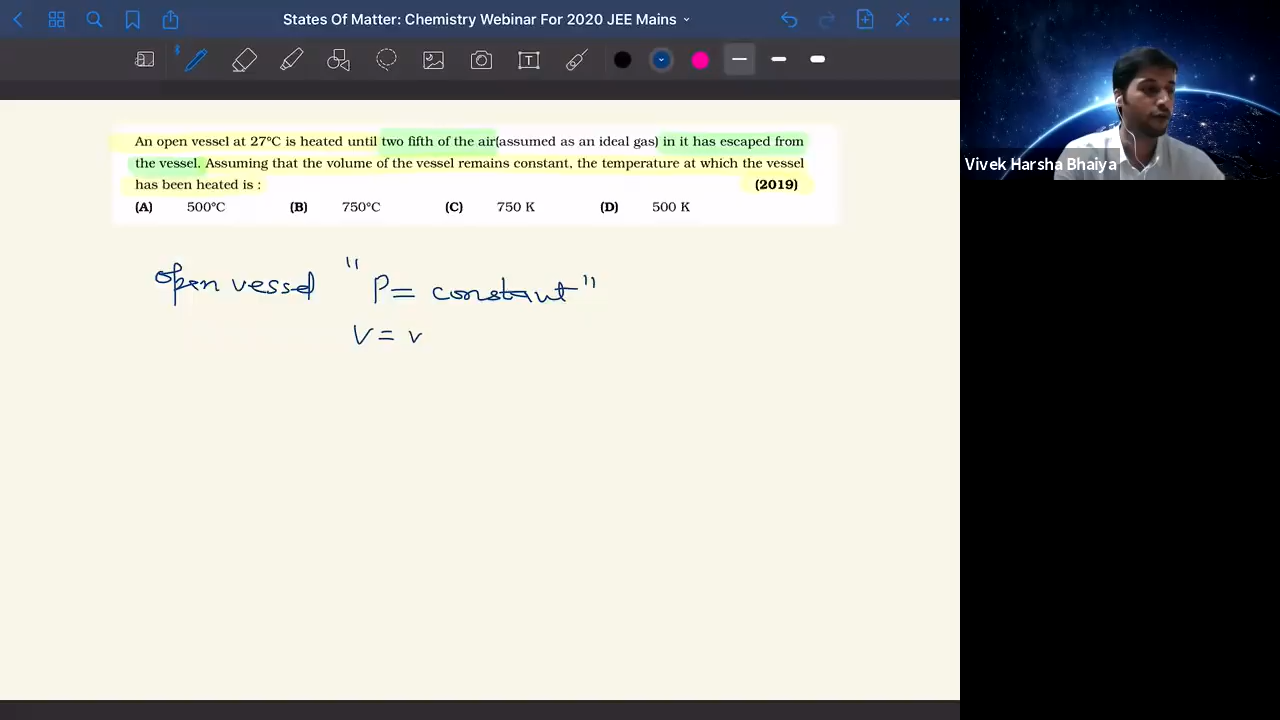 States Of Matter: Chemistry Webinar For 2020 JEE Mains
T
An open vessel at 27°C is heated until two fifth of the air(assumed as an ideal gas) in it has escaped from
the vessel. Assuming that the volume of the vessel remains constant, the temperature at which the vessel
has been heated is : (2019)
(A) 500°C (B) 750°C (C) 750 K (D) 500 K
open vessel " P = constant "
V = v
Vivek Harsha Bhaiya